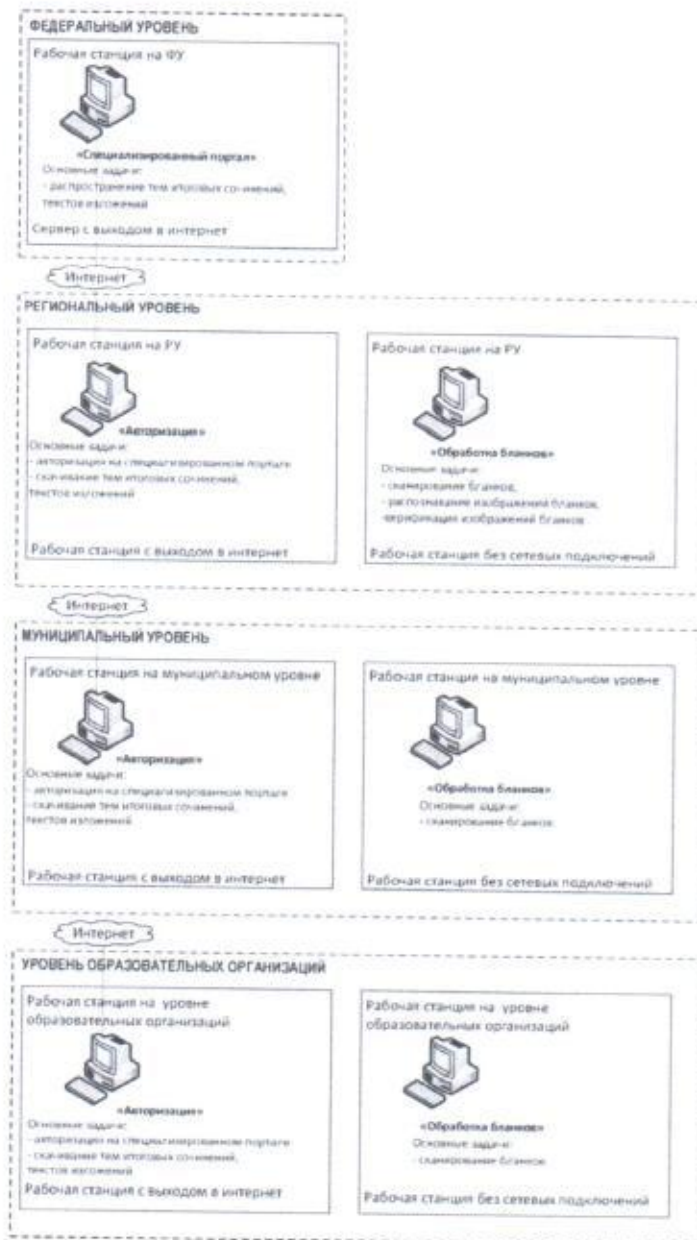 ФЕДЕРАЛЬНЫЙ УРОВЕНЬ
Рабочая станция на ФУ
«Специализированный портал»
Основные задачи:
- распространение тем итоговых сочинений,
текстов изложений
Сервер с выходом в интернет
Интернет
РЕГИОНАЛЬНЫЙ УРОВЕНЬ
Рабочая станция на РУ
«Авторизация»
Основные задачи:
- авторизация на специализированном портале
- скачивание тем итоговых сочинений,
текстов изложений
Рабочая станция с выходом в интернет
Рабочая станция на РУ
«Обработка бланков»
Основные задачи:
- сканирование бланков,
- распознавание изображений бланков,
-верификация изображений бланков
Рабочая станция без сетевых подключений
Интернет
МУНИЦИПАЛЬНЫЙ УРОВЕНЬ
Рабочая станция на муниципальном уровне
«Авторизация»
Основные задачи:
- авторизация на специализированном портале
- скачивание тем итоговых сочинений,
текстов изложений
Рабочая станция с выходом в интернет
Рабочая станция на муниципальном уровне
«Обработка бланков»
Основные задачи:
- сканирование бланков
Рабочая станция без сетевых подключений
Интернет
УРОВЕНЬ ОБРАЗОВАТЕЛЬНЫХ ОРГАНИЗАЦИЙ
Рабочая станция на уровне
образовательных организаций
«Авторизация»
Основные задачи:
- авторизация на специализированном портале
- скачивание тем итоговых сочинений,
текстов изложений
Рабочая станция с выходом в интернет
Рабочая станция на уровне
образовательных организаций
«Обработка бланков»
Основные задачи:
- сканирование бланков
Рабочая станция без сетевых подключений